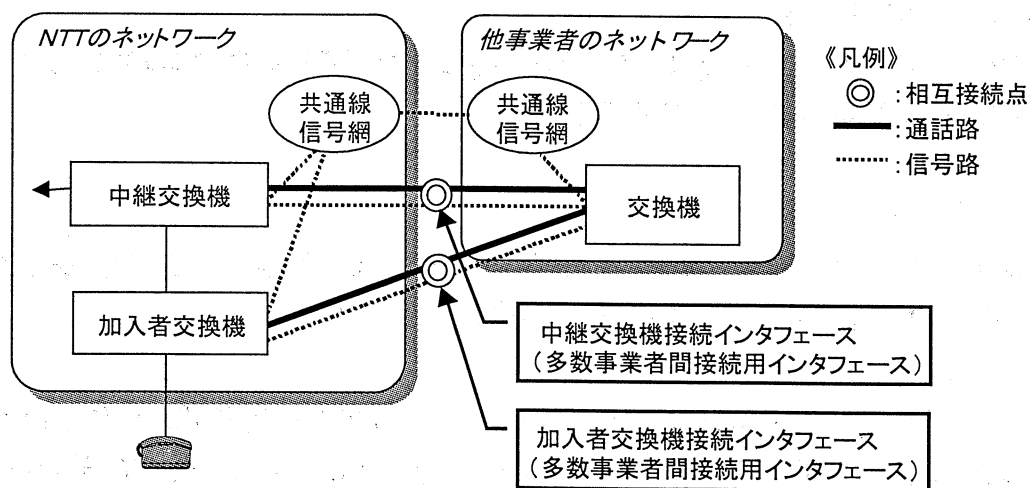 NTTのネットワーク
他事業者のネットワーク
《凡例》
◎:相互接続点
:通話路
:信号路
共通線
信号網
共通線
信号網
中継交換機
交換機
加入者交換機
中継交換機接続インタフェース
(多数事業者間接続用インタフェース)
加入者交換機接続インタフェース
(多数事業者間接続用インタフェース)